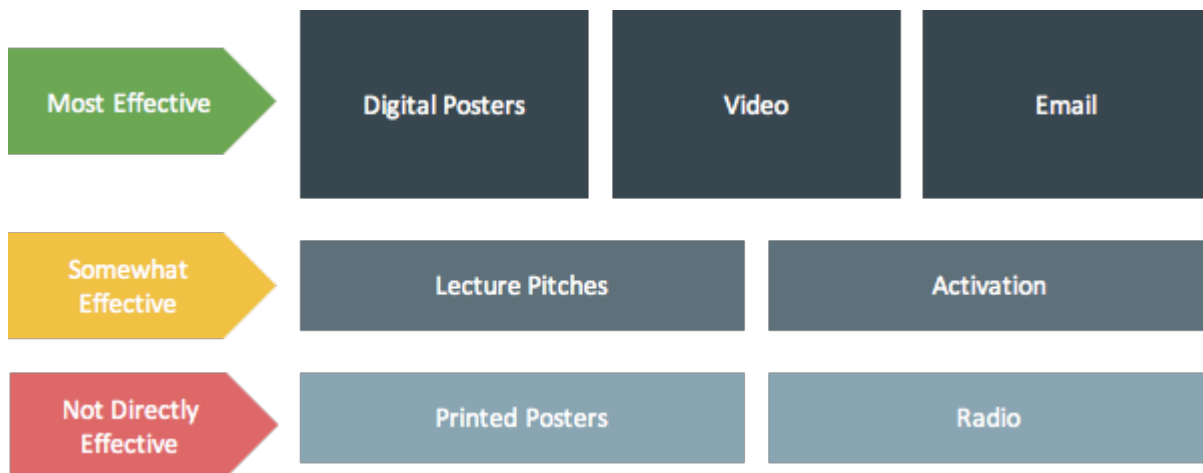 Most Effective
Digital Posters
Video
Email
Somewhat
Effective
Lecture Pitches
Activation
Not Directly
Effective
Printed Posters
Radio